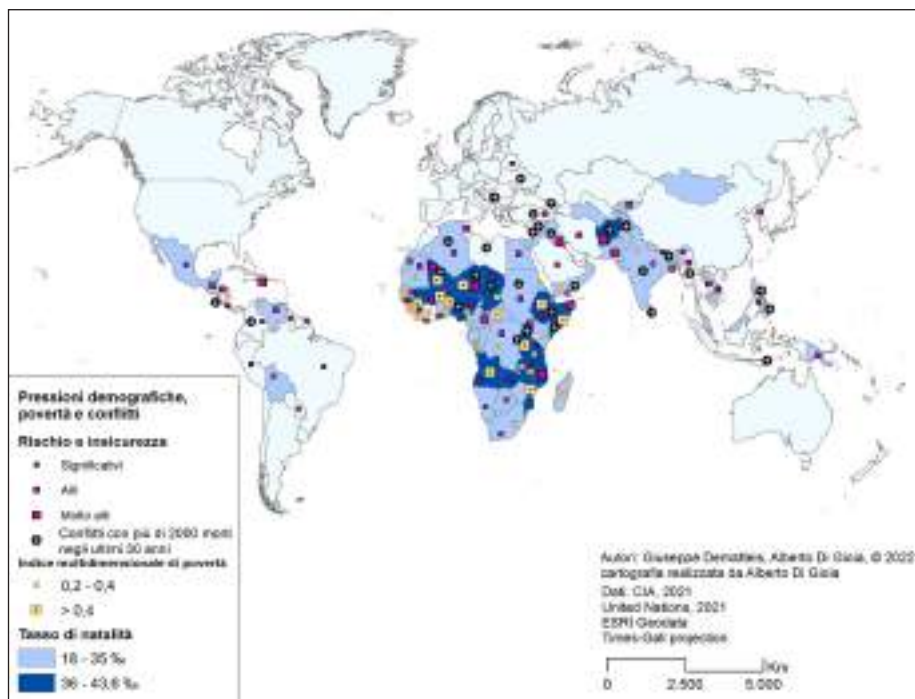 Pressioni demografiche,
povertà e conflitti
Rischio e insicurezza
Significativi
Alti
Molto alti
Conflitti con più di 2000 morti
negli ultimi 30 anni
Indice multidimensionale di povertà
0,2 - 0,4
> 0,4
Tasso di natalità
18 - 35 ‰
36 - 43,6 ‰
Autori: Giuseppe Dematteis, Alberto Di Gioia, © 2022
cartografia realizzata da Alberto Di Gioia
Dati: CIA, 2021
United Nations, 2021
ESRI Geodata
Times-Gall projection
Km
0 2.500 5.000